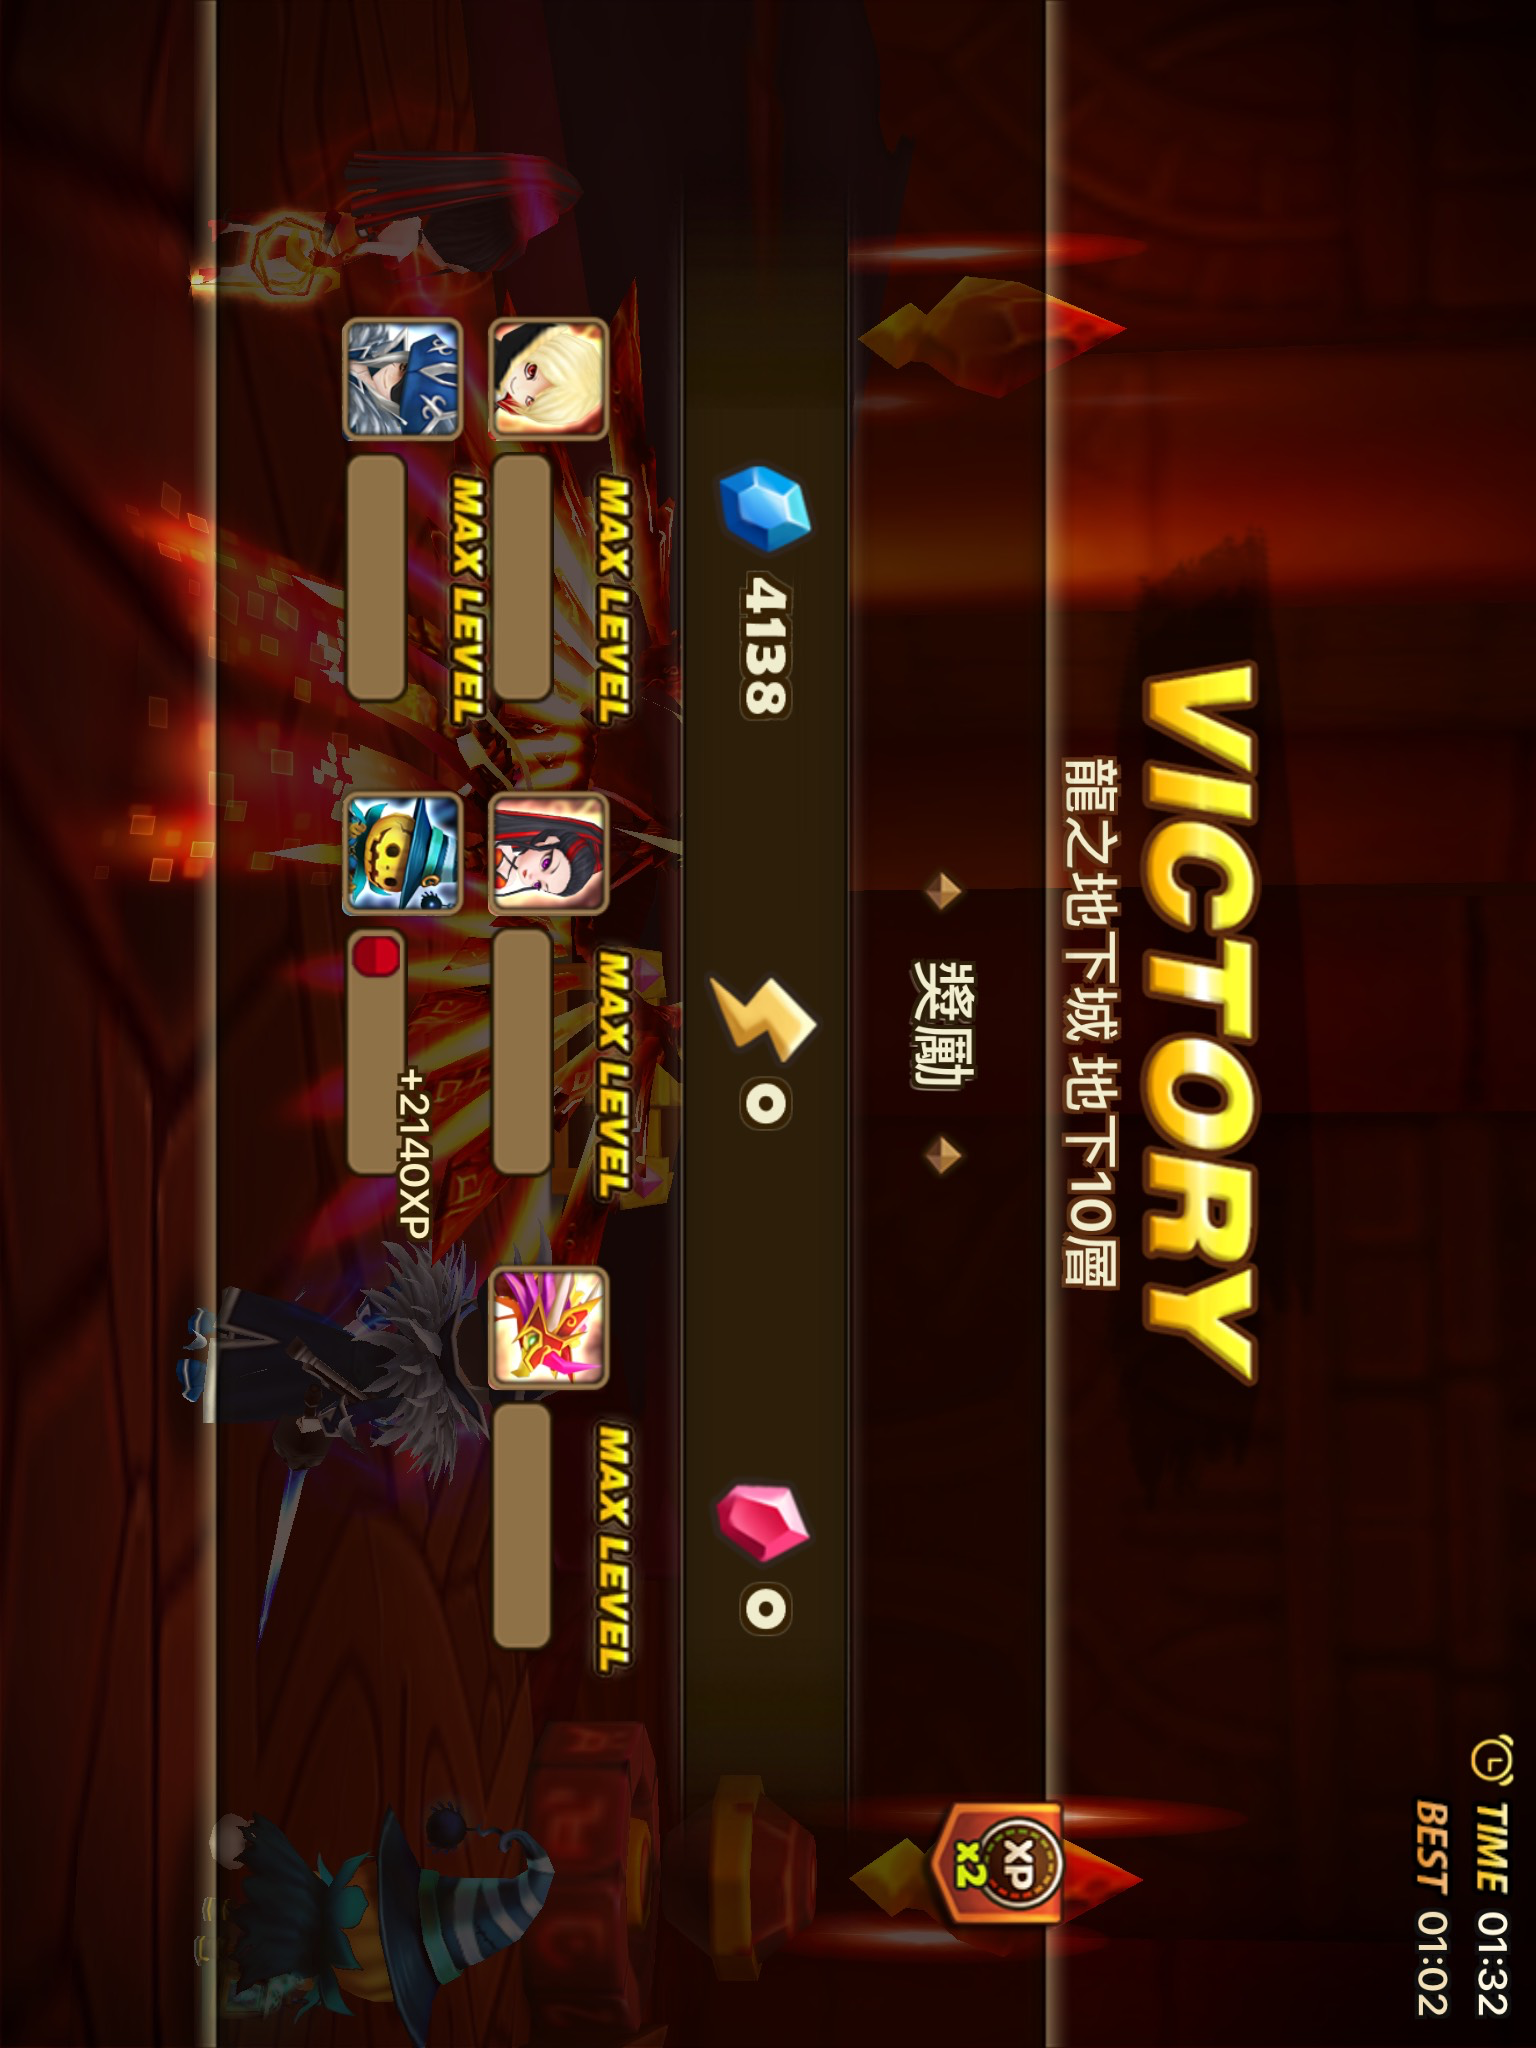 TIME 01:32
BEST 01:02
VICTORY
龍之地下城 地下10層
XP
x2
獎勵
4138
0
0
MAX LEVEL
MAX LEVEL
MAX LEVEL
MAX LEVEL
+2140XP